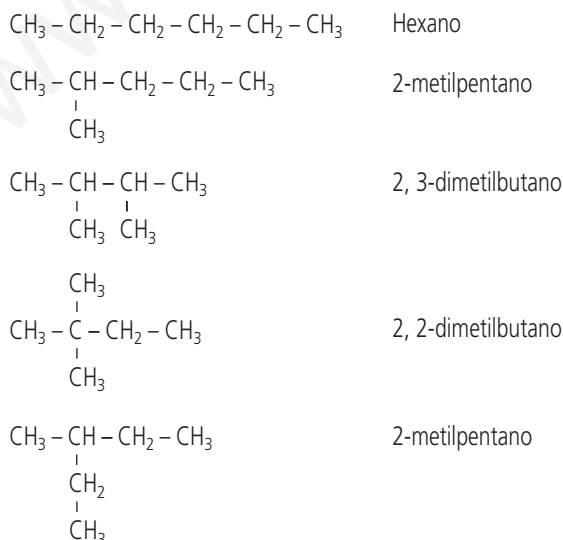 CH₃ – CH₂ – CH₂ – CH₂ – CH₂ – CH₃ Hexano
CH₃ – CH – CH₂ – CH₂ – CH₃ 2-metilpentano
CH₃
CH₃ – CH – CH – CH₃ 2, 3-dimetilbutano
CH₃ CH₃
CH₃
CH₃ – C – CH₂ – CH₃ 2, 2-dimetilbutano
CH₃
CH₃ – CH – CH₂ – CH₃ 2-metilpentano
CH₂
CH₃